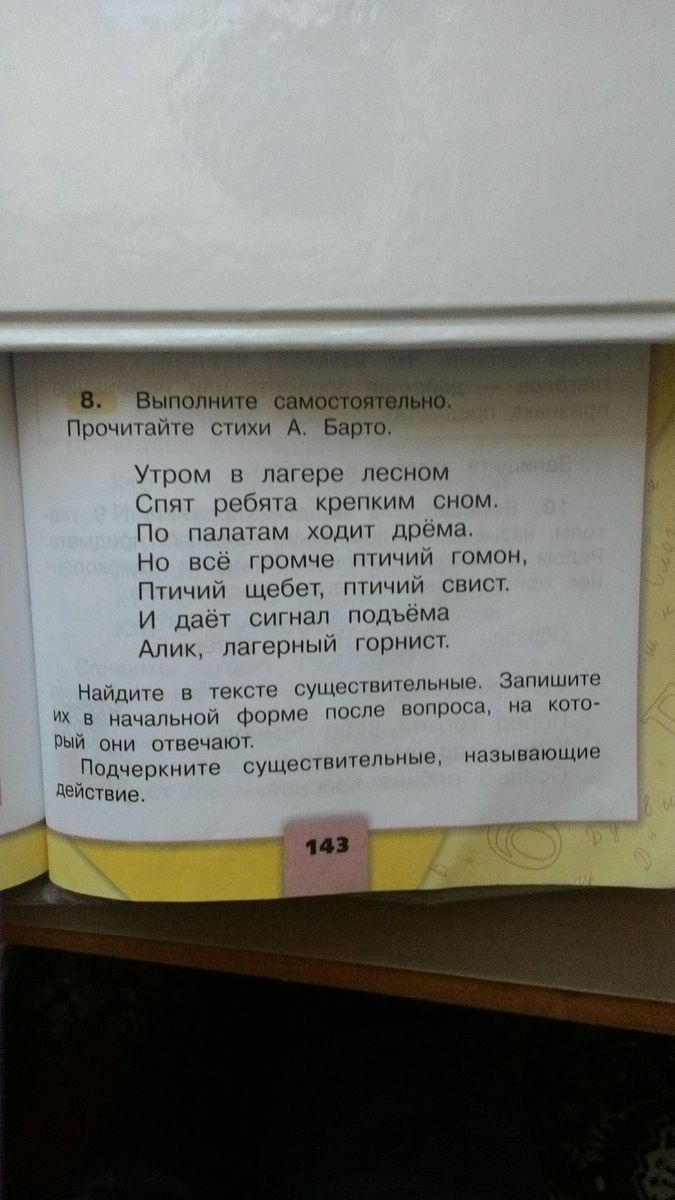 8. Выполните самостоятельно.
Прочитайте стихи А. Барто.
Утром в лагере лесном
Спят ребята крепким сном.
По палатам ходит дрёма.
Но всё громче птичий гомон,
Птичий щебет, птичий свист.
И даёт сигнал подъёма
Алик, лагерный горнист.
Найдите в тексте существительные. Запишите
их в начальной форме после вопроса, на кото-
рый они отвечают.
Подчеркните существительные, называющие
действие.
143